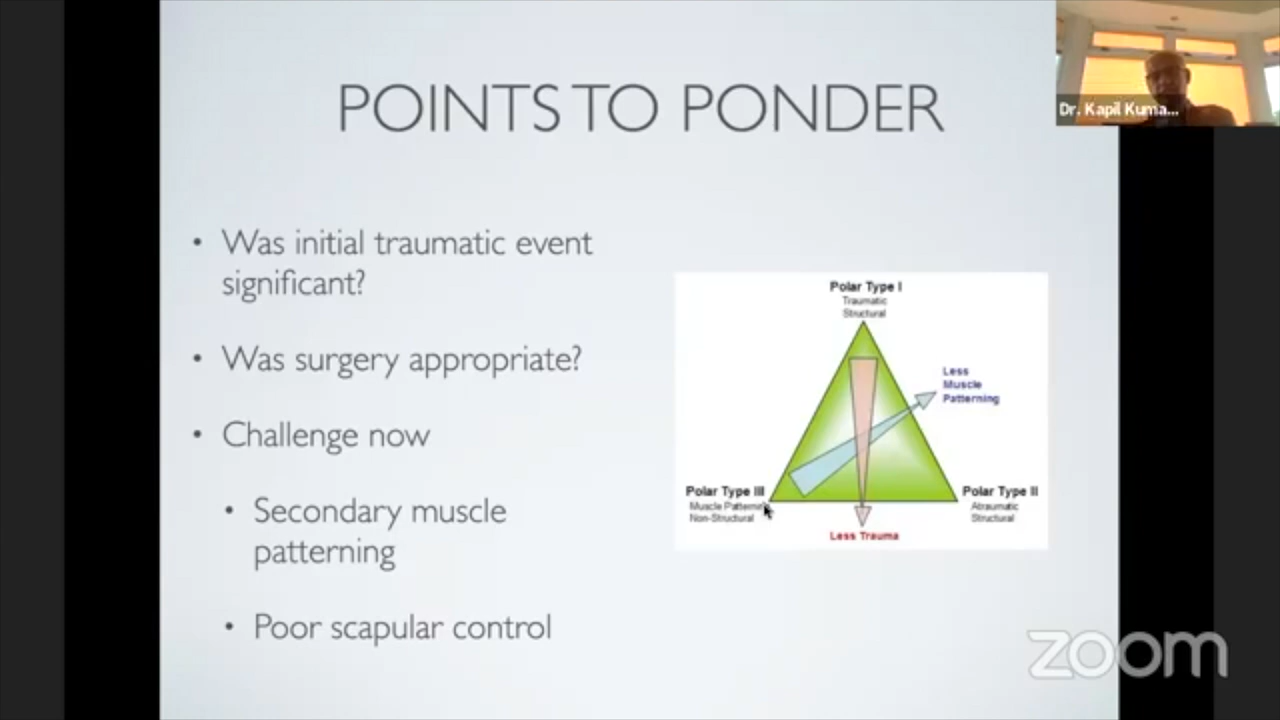 POINTS TO PONDER
Dr. Kapil Kuma...
• Was initial traumatic event
significant?
• Was surgery appropriate?
• Challenge now
• Secondary muscle
patterning
• Poor scapular control
Polar Type I
Traumatic
Structural
Less
Muscle
Patterning
Polar Type III
Muscle Patterni
Non-Structural
Polar Type II
Atraumatic
Structural
Less Trauma
zoom